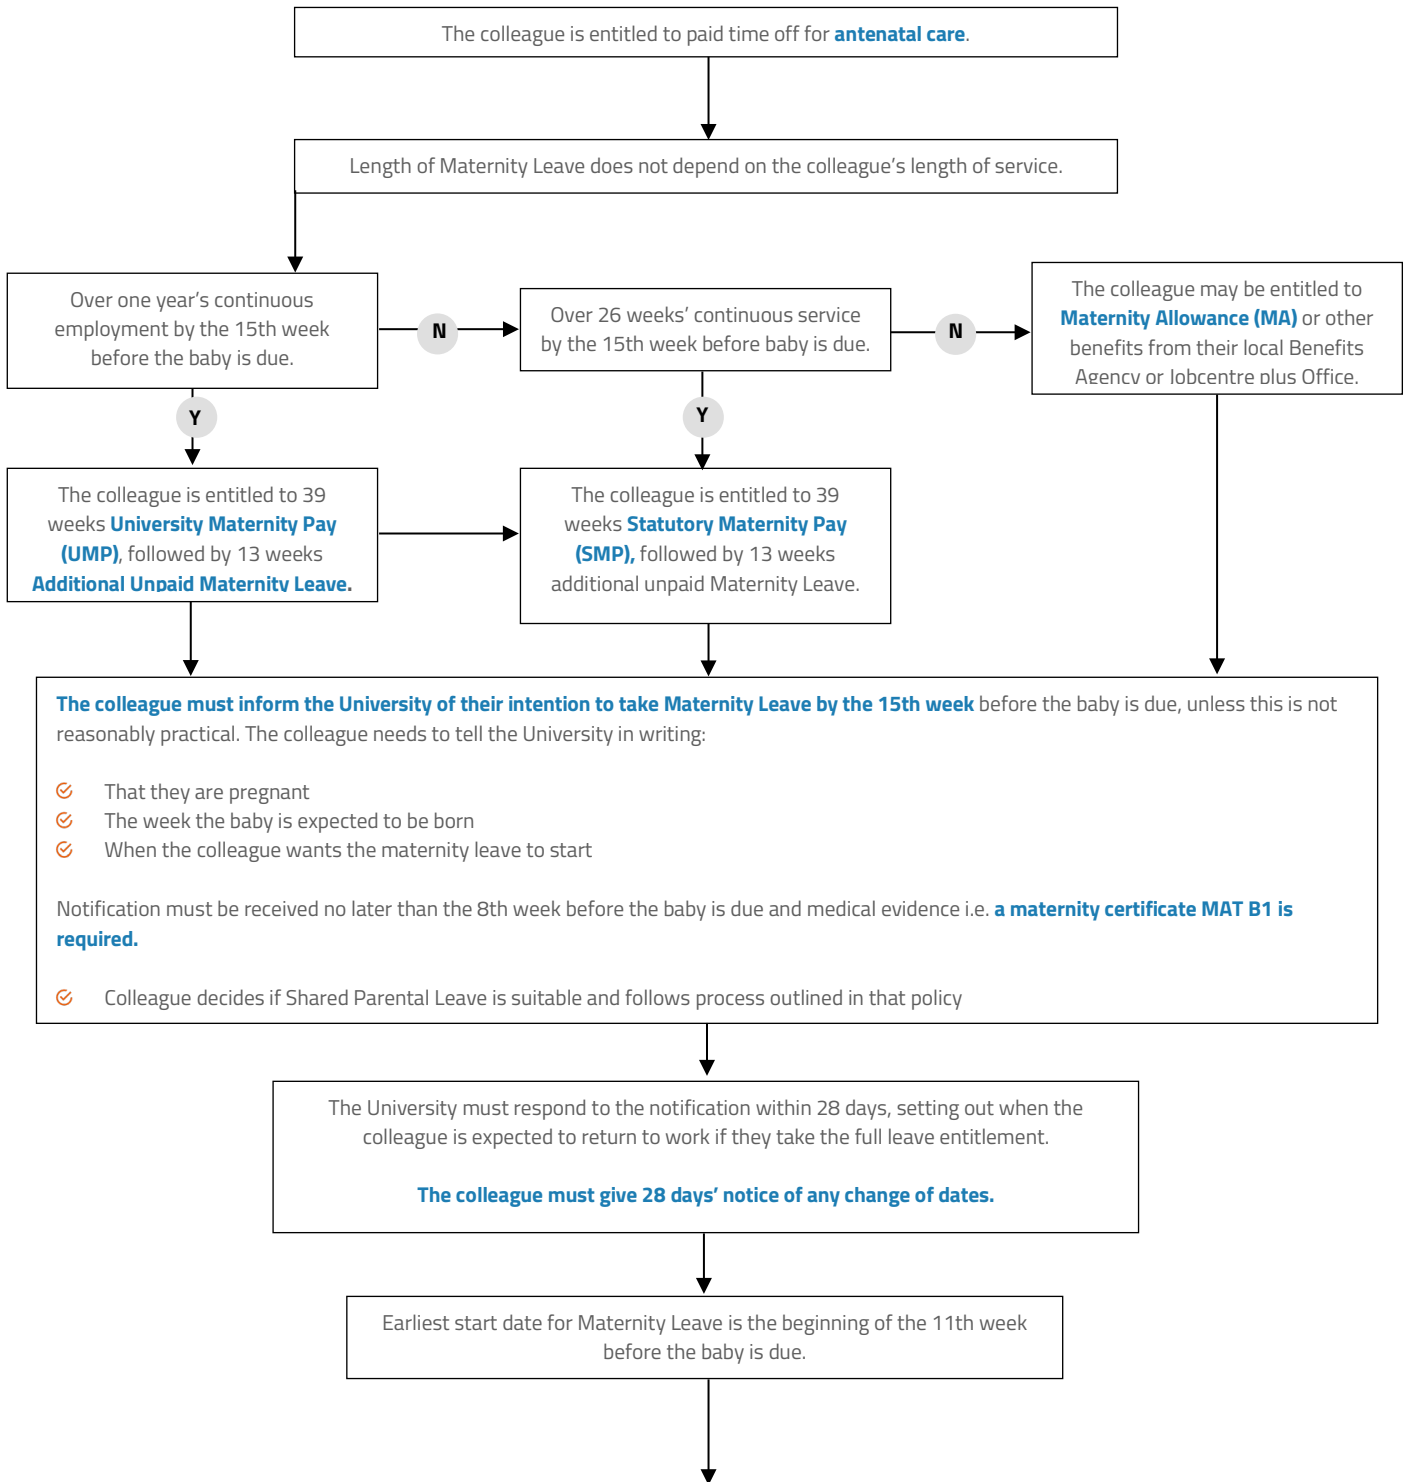 The colleague is entitled to paid time off for antenatal care.
Length of Maternity Leave does not depend on the colleague's length of service.
Over one year's continuous
employment by the 15th week
before the baby is due.
N
Over 26 weeks' continuous service
by the 15th week before baby is due.
N
The colleague may be entitled to
Maternity Allowance (MA) or other
benefits from their local Benefits
Agency or Jobcentre plus Office.
Y
Y
The colleague is entitled to 39
weeks University Maternity Pay
(UMP), followed by 13 weeks
Additional Unpaid Maternity Leave.
The colleague is entitled to 39
weeks Statutory Maternity Pay
(SMP), followed by 13 weeks
additional unpaid Maternity Leave.
The colleague must inform the University of their intention to take Maternity Leave by the 15th week before the baby is due, unless this is not
reasonably practical. The colleague needs to tell the University in writing:
That they are pregnant
The week the baby is expected to be born
When the colleague wants the maternity leave to start
Notification must be received no later than the 8th week before the baby is due and medical evidence i.e. a maternity certificate MAT B1 is
required.
Colleague decides if Shared Parental Leave is suitable and follows process outlined in that policy
The University must respond to the notification within 28 days, setting out when the
colleague is expected to return to work if they take the full leave entitlement.
The colleague must give 28 days' notice of any change of dates.
Earliest start date for Maternity Leave is the beginning of the 11th week
before the baby is due.